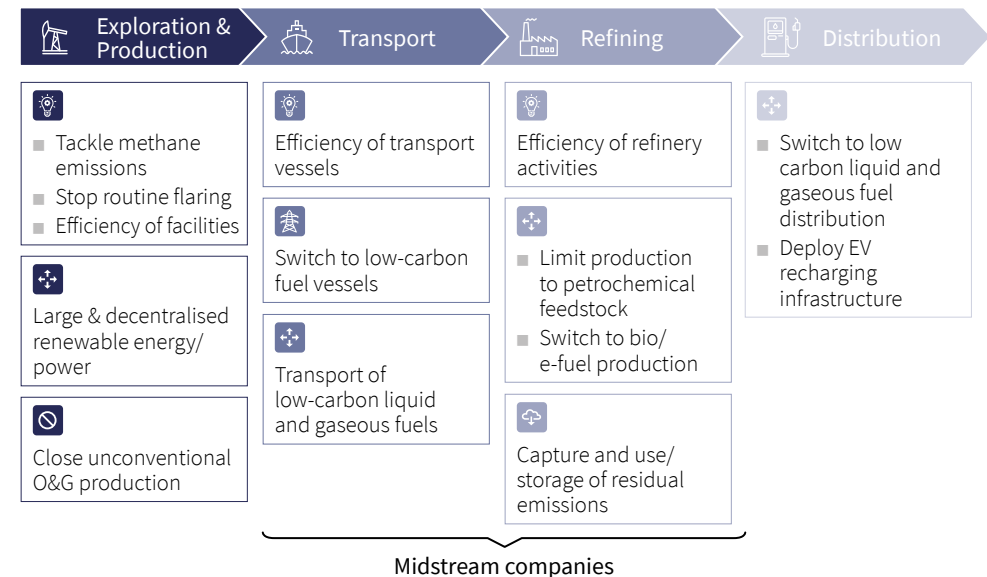 Exploration &
Production
Transport
Refining
Distribution
Tackle methane
emissions
Stop routine flaring
Efficiency of facilities
Large & decentralised
renewable energy/
power
Close unconventional
O&G production
Efficiency of transport
vessels
Switch to low-carbon
fuel vessels
Transport of
low-carbon liquid
and gaseous fuels
Efficiency of refinery
activities
Limit production
to petrochemical
feedstock
Switch to bio/
e-fuel production
Capture and use/
storage of residual
emissions
Switch to low
carbon liquid and
gaseous fuel
distribution
Deploy EV
recharging
infrastructure
Midstream companies